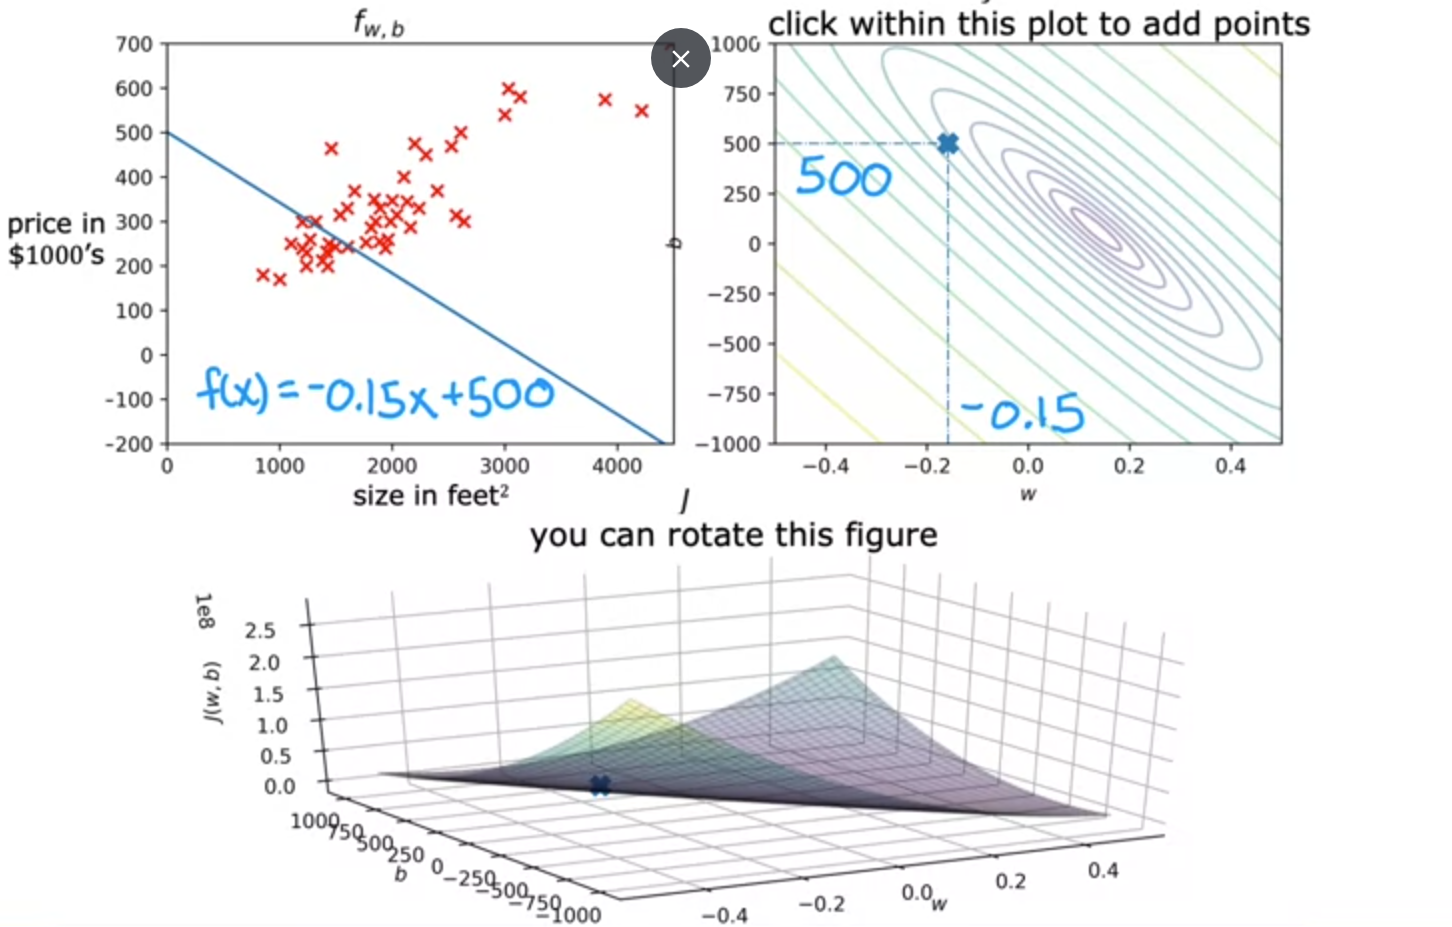 f w, b
click within this plot to add points
700
600
500
400
300
200
100
0
-100
-200
price in
$1000's
f(x) = -0.15x+500
0 1000 2000 3000 4000
size in feet²
1000
750
500
250
0
−250
−500
−750
−1000
b
500
-0.15
−0.4 −0.2 0.0 0.2 0.4
w
J
you can rotate this figure
1e8
J(w, b)
2.5
2.0
1.5
1.0
0.5
0.0
1000
750
500
250
0
−250
−500
−750
−1000
b
−0.4 −0.2 0.0 0.2 0.4
w